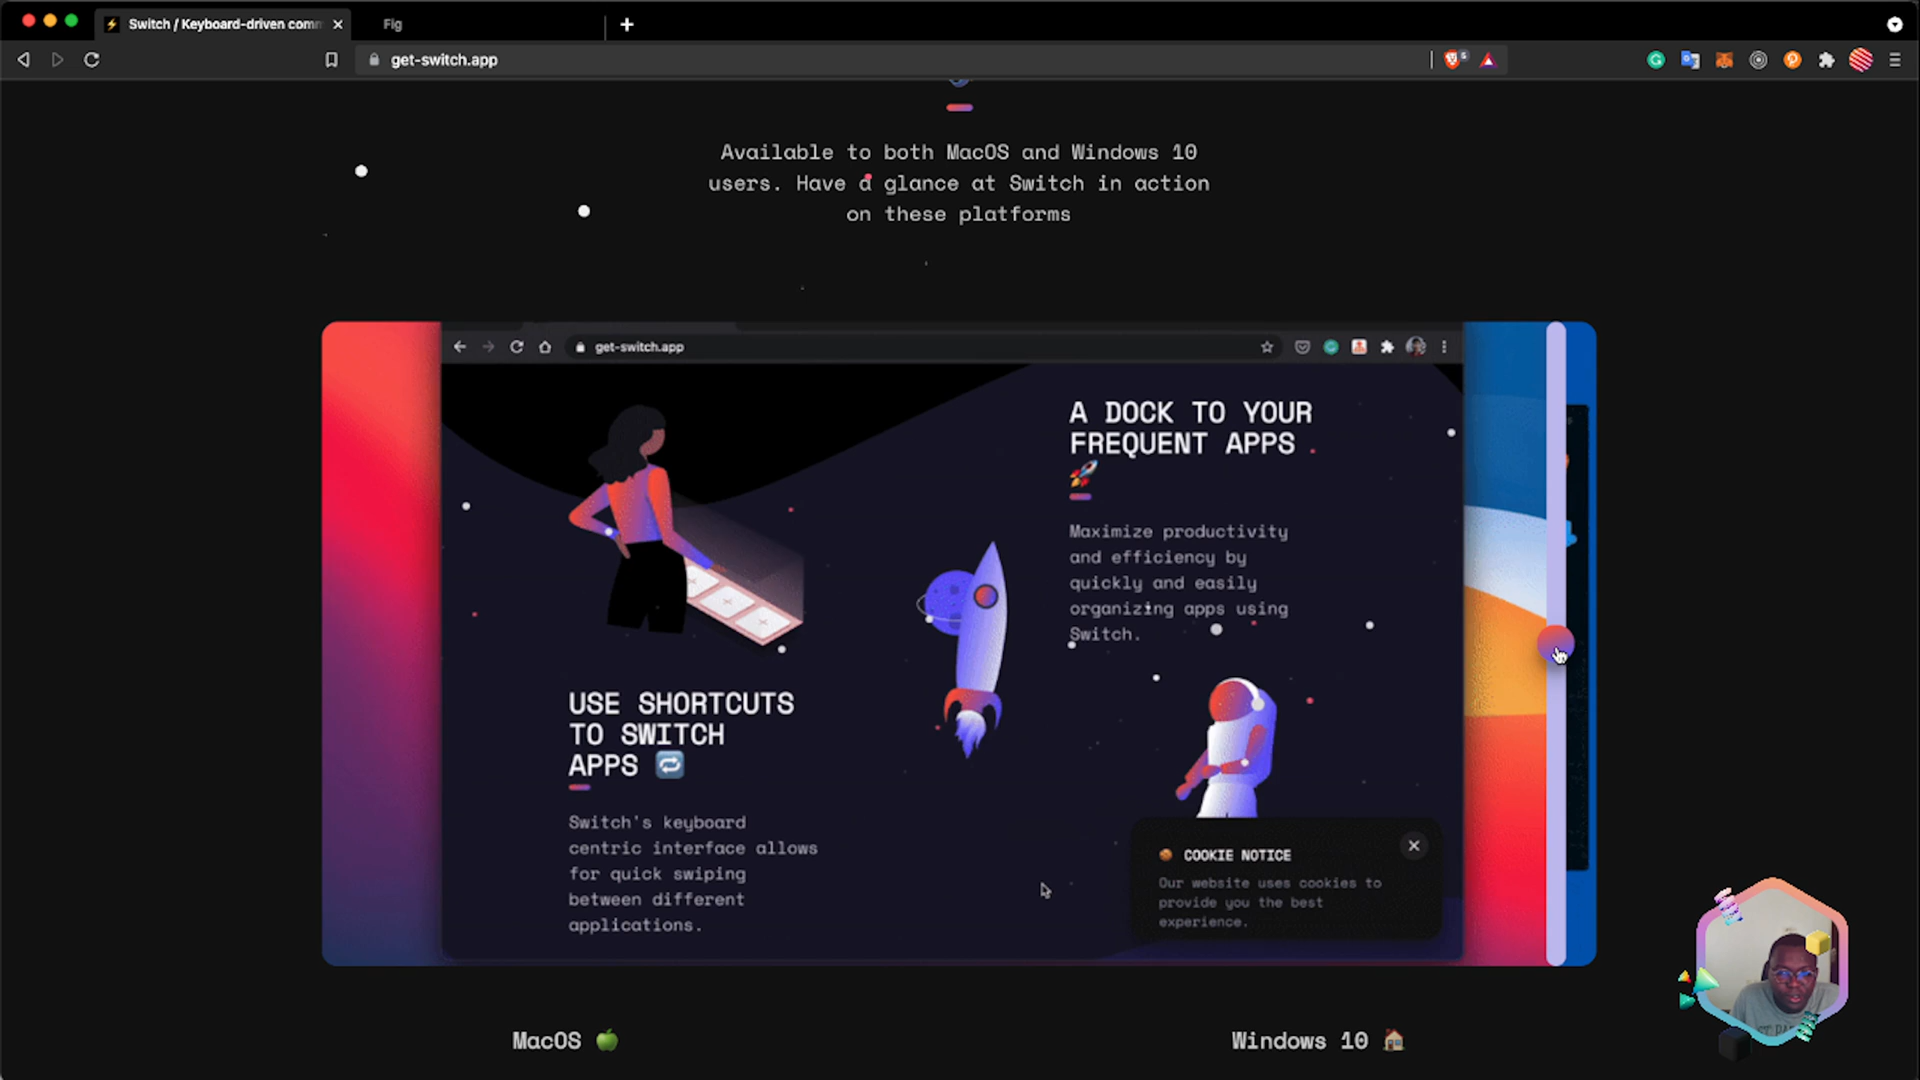 Switch / Keyboard-driven com
Fig
get-switch.app
5
Available to both MacOS and Windows 10
users. Have a glance at Switch in action
on these platforms
get-switch.app
A DOCK TO YOUR
FREQUENT APPS .
Maximize productivity
and efficiency by
quickly and easily
organizing apps using
Switch.
USE SHORTCUTS
TO SWITCH
APPS
Switch's keyboard
centric interface allows
for quick swiping
between different
applications.
COOKIE NOTICE
Our website uses cookies to
provide you the best
experience.
MacOS
Windows 10